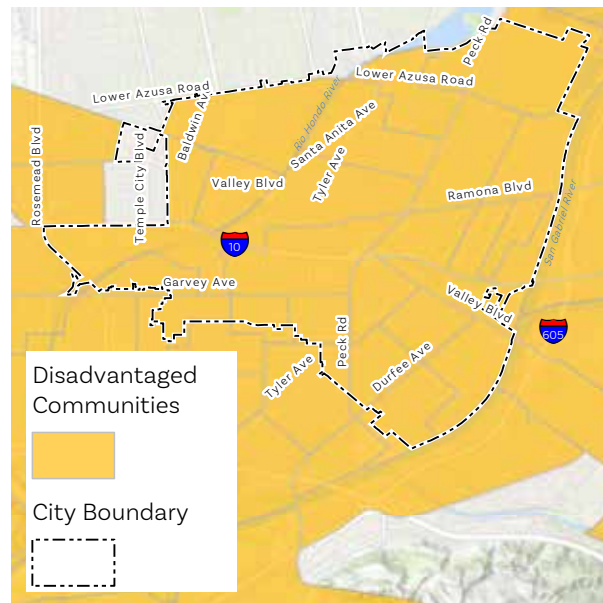 Peck Rd
Lower Azusa Road
Lower Azusa Road
Baldwin Av
Rio Hondo River
Santa Anita Ave
Tyler Ave
Rosemead Blvd
Temple City Blvd
Valley Blvd
Ramona Blvd
San Gabriel River
10
Garvey Ave
Valley Blvd
605
Peck Rd
Tyler Ave
Durfee Ave
Disadvantaged
Communities
City Boundary